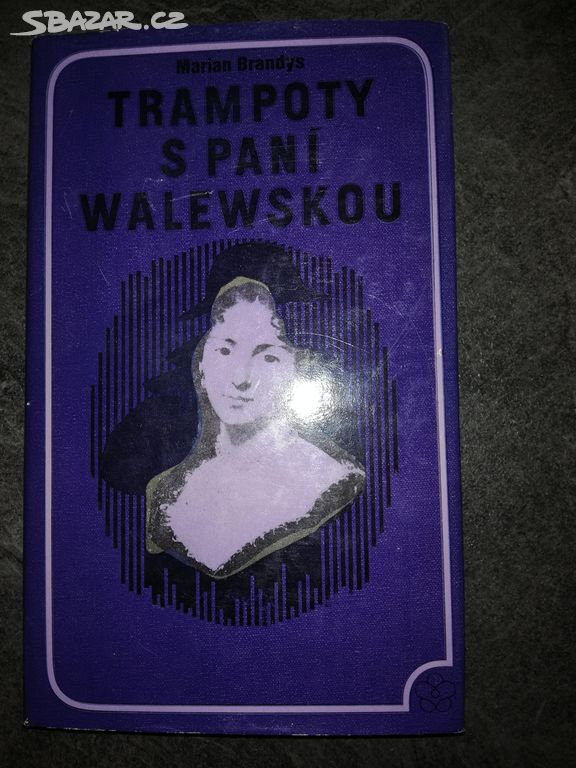 SBAZAR.CZ
Marian Brandys
TRAMPOTY
S PANÍ
WALEWSKOU